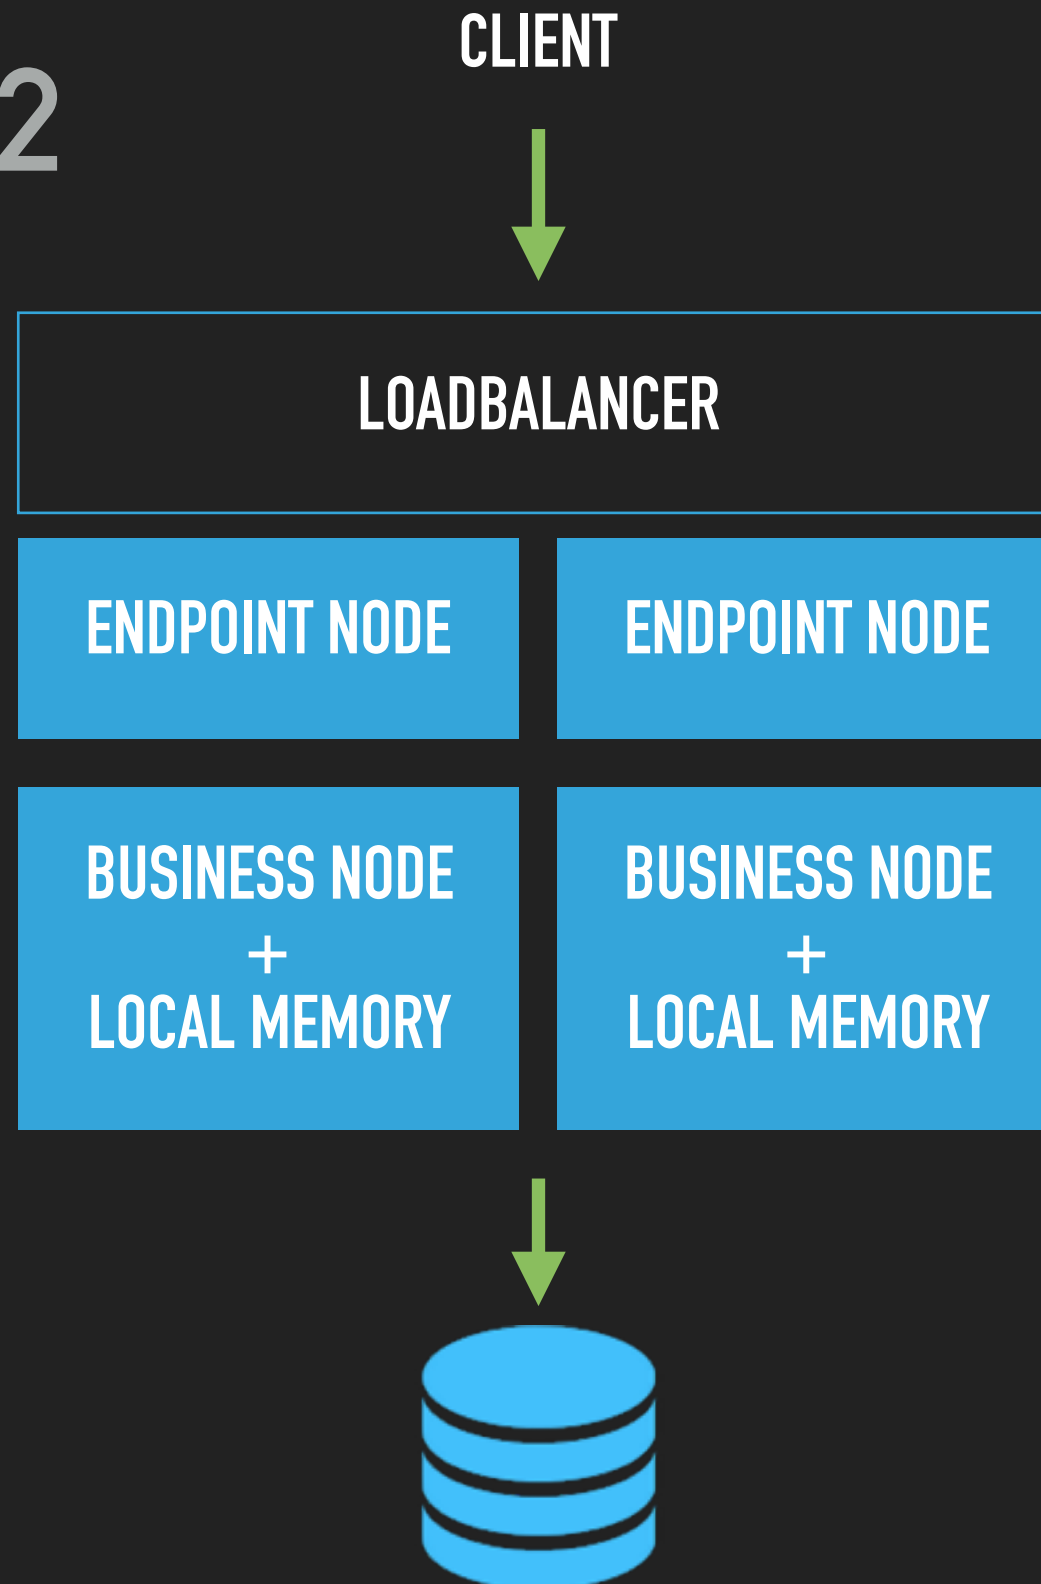 CLIENT
2
LOADBALANCER
ENDPOINT NODE
ENDPOINT NODE
BUSINESS NODE
+
LOCAL MEMORY
BUSINESS NODE
+
LOCAL MEMORY